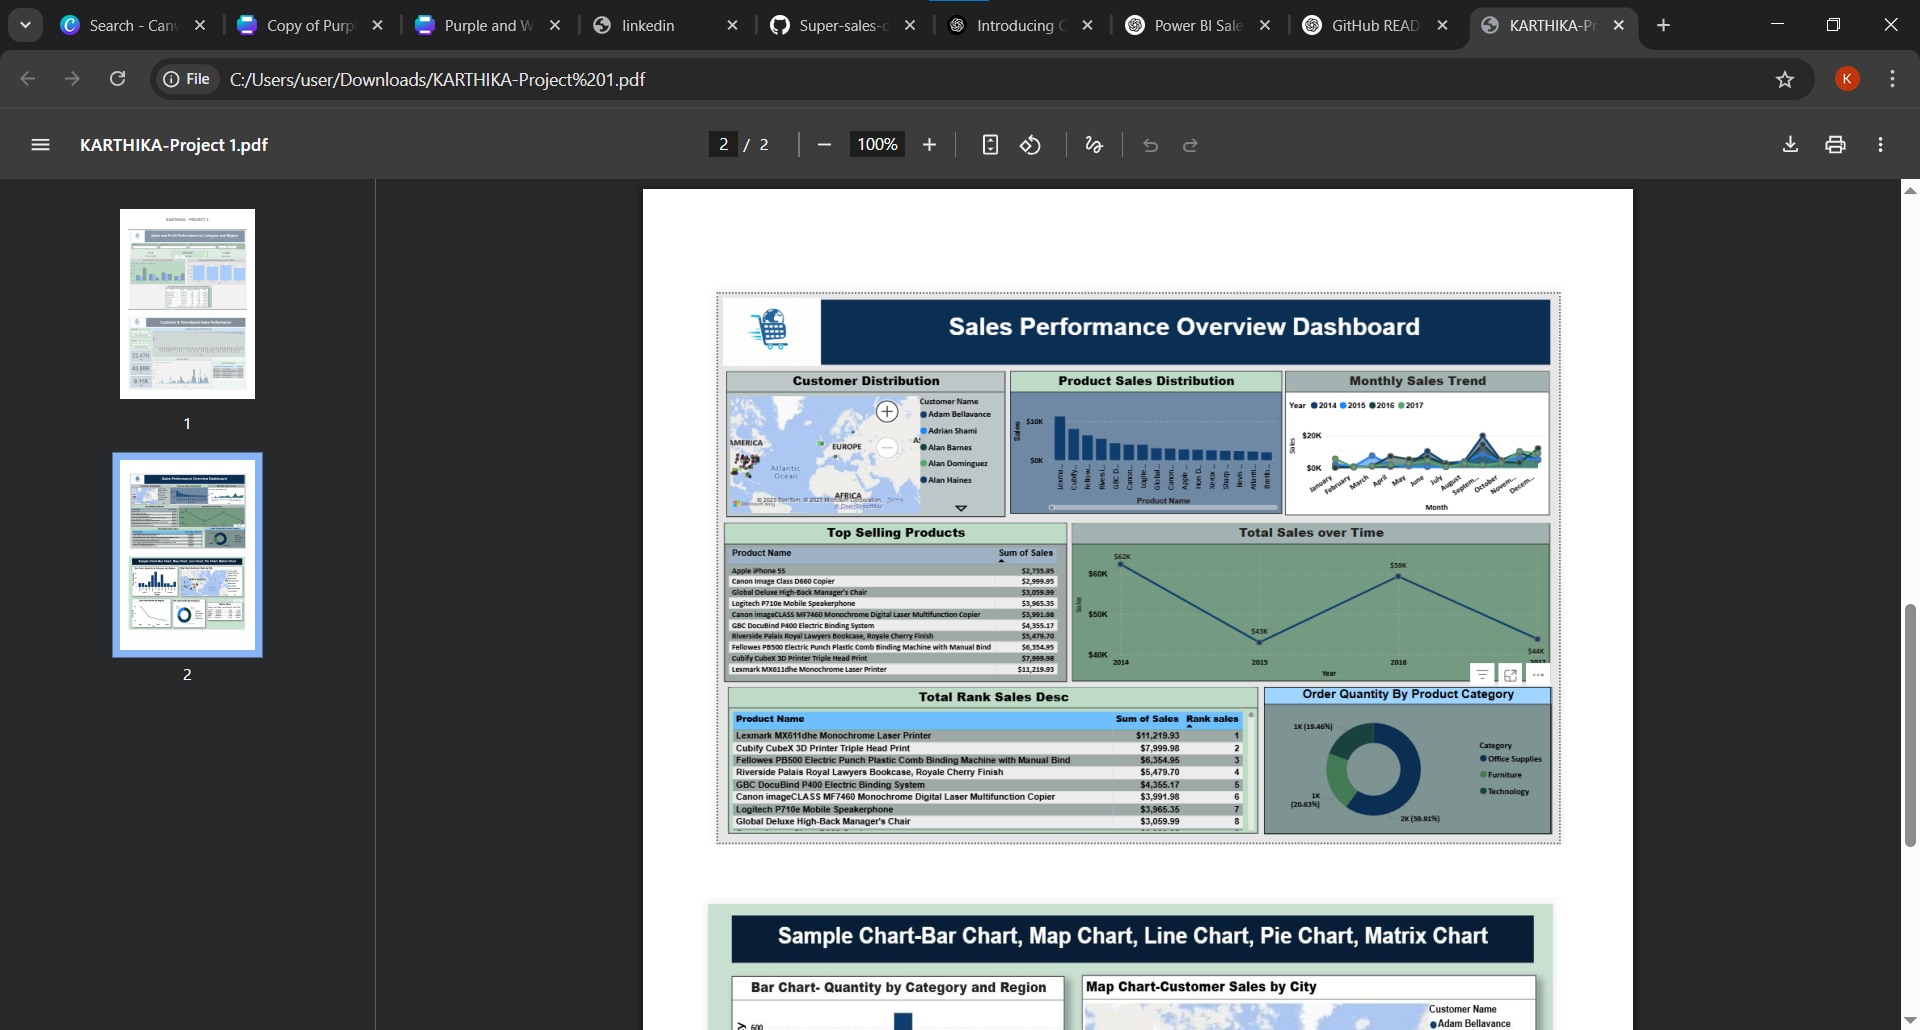 Search - Can
Copy of Purp
Purple and W
linkedin
Super-sales-d
Introducing C
Power BI Sale
GitHub READ
KARTHIKA-Pr
File
C:/Users/user/Downloads/KARTHIKA-Project%201.pdf
K
KARTHIKA-Project 1.pdf
2 / 2
100%
1
2
Sales Performance Overview Dashboard
Customer Distribution
AMERICA
EUROPE
AFRICA
Atlantic
Ocean
Customer Name
Adam Bellavance
Adrian Shami
Alan Barnes
Alan Dominguez
Alan Haines
Product Sales Distribution
Sales
$10K
$0K
Product Name
Monthly Sales Trend
Year 2014 2015 2016 2017
Sales
$20K
$0K
January
February
March
April
May
June
July
August
Septem...
October
Novem...
Decem...
Month
Top Selling Products
Product Name Sum of Sales
Apple iPhone 5S $2,735.95
Canon Image Class D660 Copier $2,999.95
Global Deluxe High-Back Manager's Chair $3,059.99
Logitech P710e Mobile Speakerphone $3,965.35
Canon imageCLASS MF7460 Monochrome Digital Laser Multifunction Copier $3,991.98
GBC DocuBind P400 Electric Binding System $4,355.17
Riverside Palais Royal Lawyers Bookcase, Royale Cherry Finish $5,479.70
Fellowes PB500 Electric Punch Plastic Comb Binding Machine with Manual Bind $6,354.95
Cubify CubeX 3D Printer Triple Head Print $7,999.98
Lexmark MX611dhe Monochrome Laser Printer $11,219.93
Total Sales over Time
Sales
$60K
$50K
$40K
$62K
$43K
$59K
$44K
2014
2015
2016
2017
Year
Total Rank Sales Desc
Product Name Sum of Sales Rank sales
Lexmark MX611dhe Monochrome Laser Printer $11,219.93 1
Cubify CubeX 3D Printer Triple Head Print $7,999.98 2
Fellowes PB500 Electric Punch Plastic Comb Binding Machine with Manual Bind $6,354.95 3
Riverside Palais Royal Lawyers Bookcase, Royale Cherry Finish $5,479.70 4
GBC DocuBind P400 Electric Binding System $4,355.17 5
Canon imageCLASS MF7460 Monochrome Digital Laser Multifunction Copier $3,991.98 6
Logitech P710e Mobile Speakerphone $3,965.35 7
Global Deluxe High-Back Manager's Chair $3,059.99 8
Order Quantity By Product Category
1K (19.46%)
1K
(20.63%)
2K (59.91%)
Category
Office Supplies
Furniture
Technology
Sample Chart-Bar Chart, Map Chart, Line Chart, Pie Chart, Matrix Chart
Bar Chart- Quantity by Category and Region
600
Map Chart-Customer Sales by City
Customer Name
Adam Bellavance